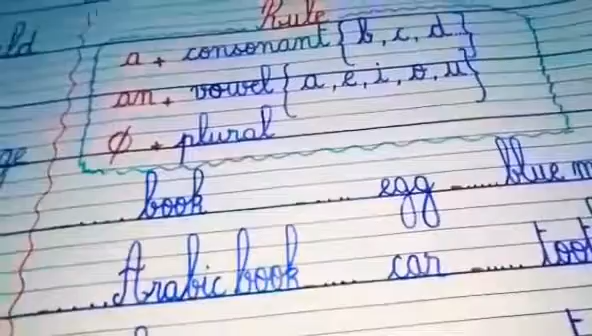 Rule
a + consonant {b, c, d...}
an + vowel {a, e, i, o, u}
ϕ + plural
..... book ..... egg ..... blue
..... Arabic book ..... car .....